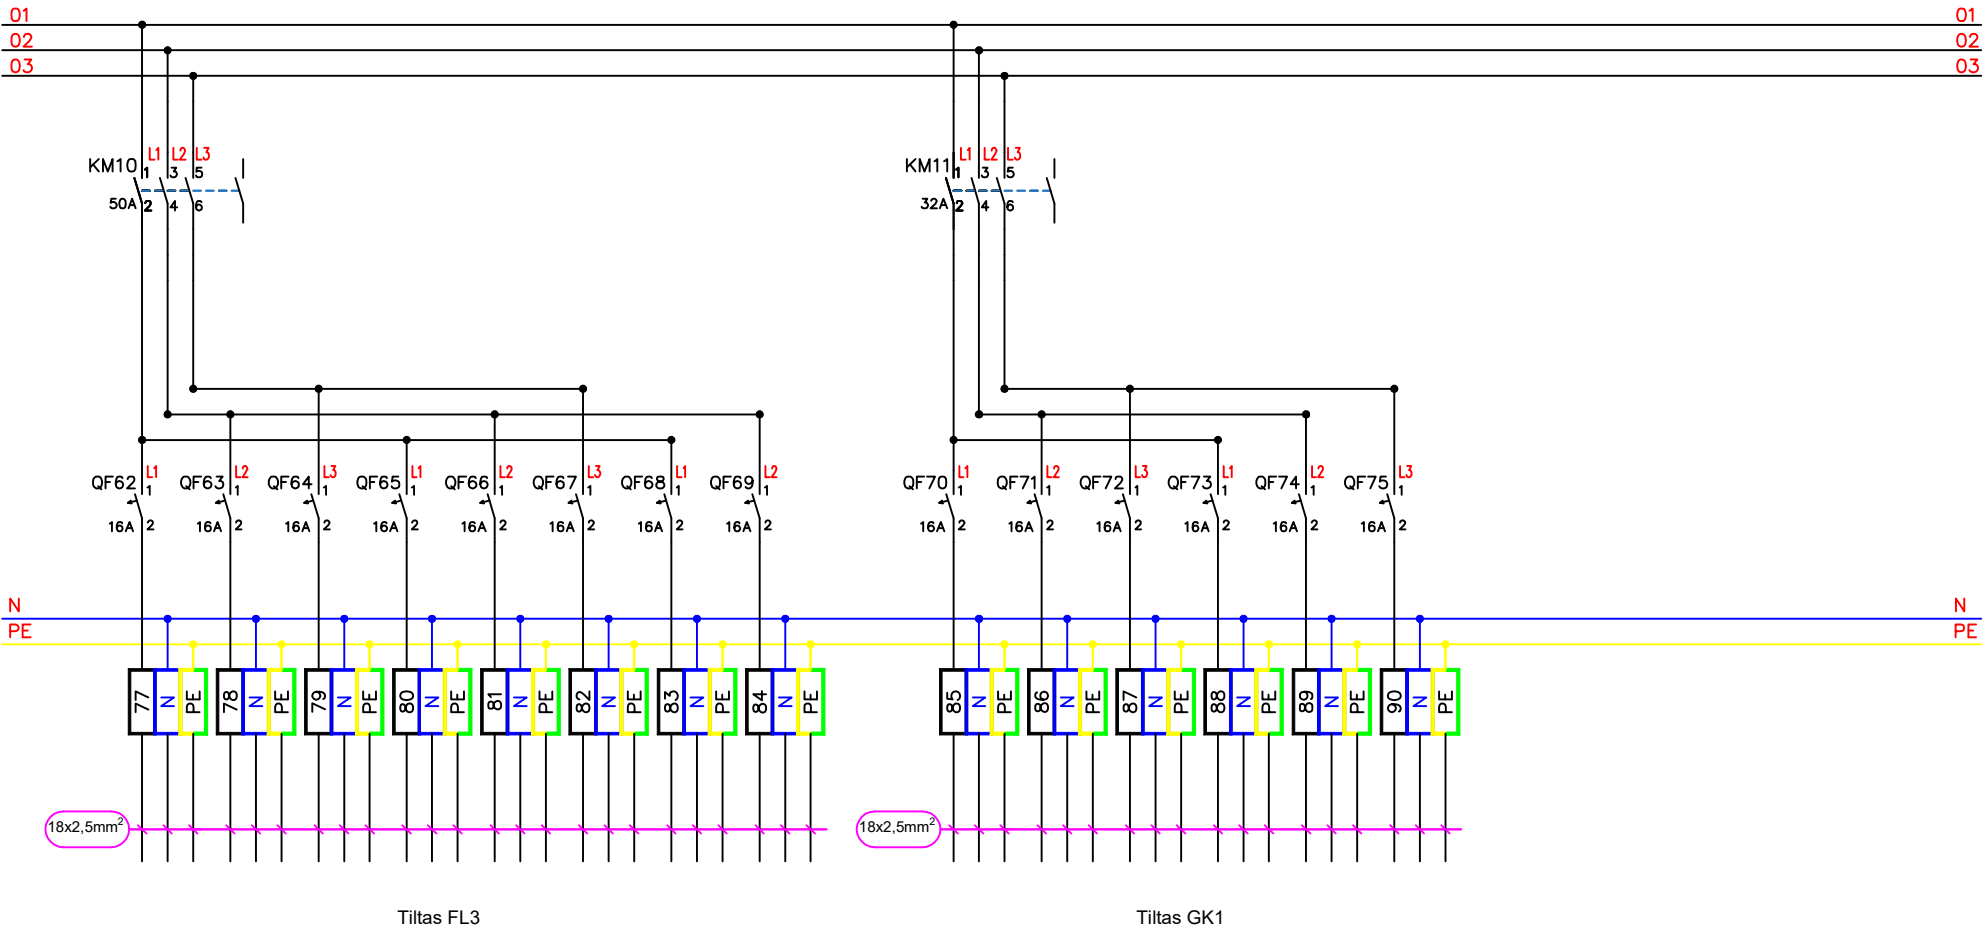 01 01
02 02
03 03
L1 L2 L3 L1 L2 L3
KM10 1 3 5 KM11 1 3 5
50A 2 4 6 32A 2 4 6
L1 L2 L3 L1 L2 L3 L1 L2 L1 L2 L3 L1 L2 L3
QF62 1 QF63 1 QF64 1 QF65 1 QF66 1 QF67 1 QF68 1 QF69 1 QF70 1 QF71 1 QF72 1 QF73 1 QF74 1 QF75 1
16A 2 16A 2 16A 2 16A 2 16A 2 16A 2 16A 2 16A 2 16A 2 16A 2 16A 2 16A 2 16A 2 16A 2
N N
PE PE
77 N PE 78 N PE 79 N PE 80 N PE 81 N PE 82 N PE 83 N PE 84 N PE 85 N PE 86 N PE 87 N PE 88 N PE 89 N PE 90 N PE
18x2,5mm² 18x2,5mm²
Tiltas FL3 Tiltas GK1